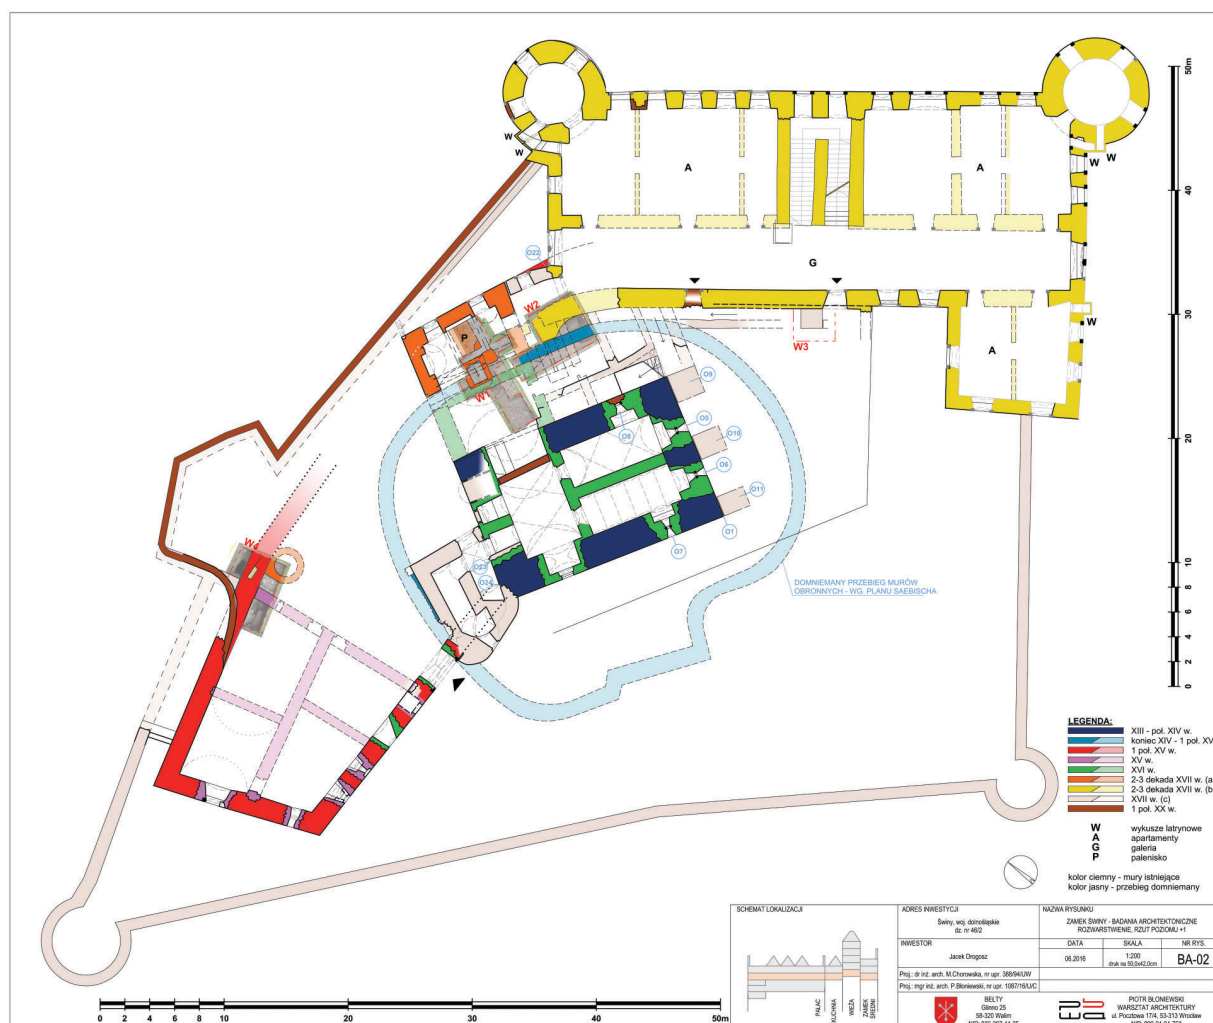 50m
40
30
20
10
8
6
4
2
0
W
W
W
W
A
A
G
O22
W2
P
W1
W3
W
A
O9
O5
O8
O10
O6
O11
O1
O7
W4
O23
O24
DOMNIEMANY PRZEBIEG MURÓW
OBRONNYCH - WG. PLANU SAEBISCHA
LEGENDA:
XIII - poł. XIV w.
koniec XIV - 1 poł. XV
1 poł. XV w.
XV w.
XVI w.
2-3 dekada XVII w. (a
2-3 dekada XVII w. (b
XVII w. (c)
1 poł. XX w.
W wykusze latrynowe
A apartamenty
G galeria
P palenisko
kolor ciemny - mury istniejące
kolor jasny - przebieg domniemany
0 2 4 6 8 10 20 30 40 50m
SCHEMAT LOKALIZACJI
PAŁAC
KUCHNIA
WIEŻA
ZAMEK
ŚREDNI
ADRES INWESTYCJI
Świny, woj. dolnośląskie
dz. nr 46/2
NAZWA RYSUNKU
ZAMEK ŚWINY - BADANIA ARCHITEKTONICZNE
ROZWARSTWIENIE, RZUT POZIOMU +1
INWESTOR
Jacek Drogosz
DATA
06.2016
SKALA
1:200
druk na 50,0x42,0cm
NR RYS.
BA-02
Proj.: dr inż. arch. M.Chorowska, nr upr. 388/94/UW
Proj.: mgr inż. arch. P.Błoniewski, nr upr. 1087/16/U/C
BEŁTY
Glinno 25
58-320 Walim
PIOTR BŁONIEWSKI
WARSZTAT ARCHITEKTURY
ul. Pocztowa 17/4, 53-313 Wrocław